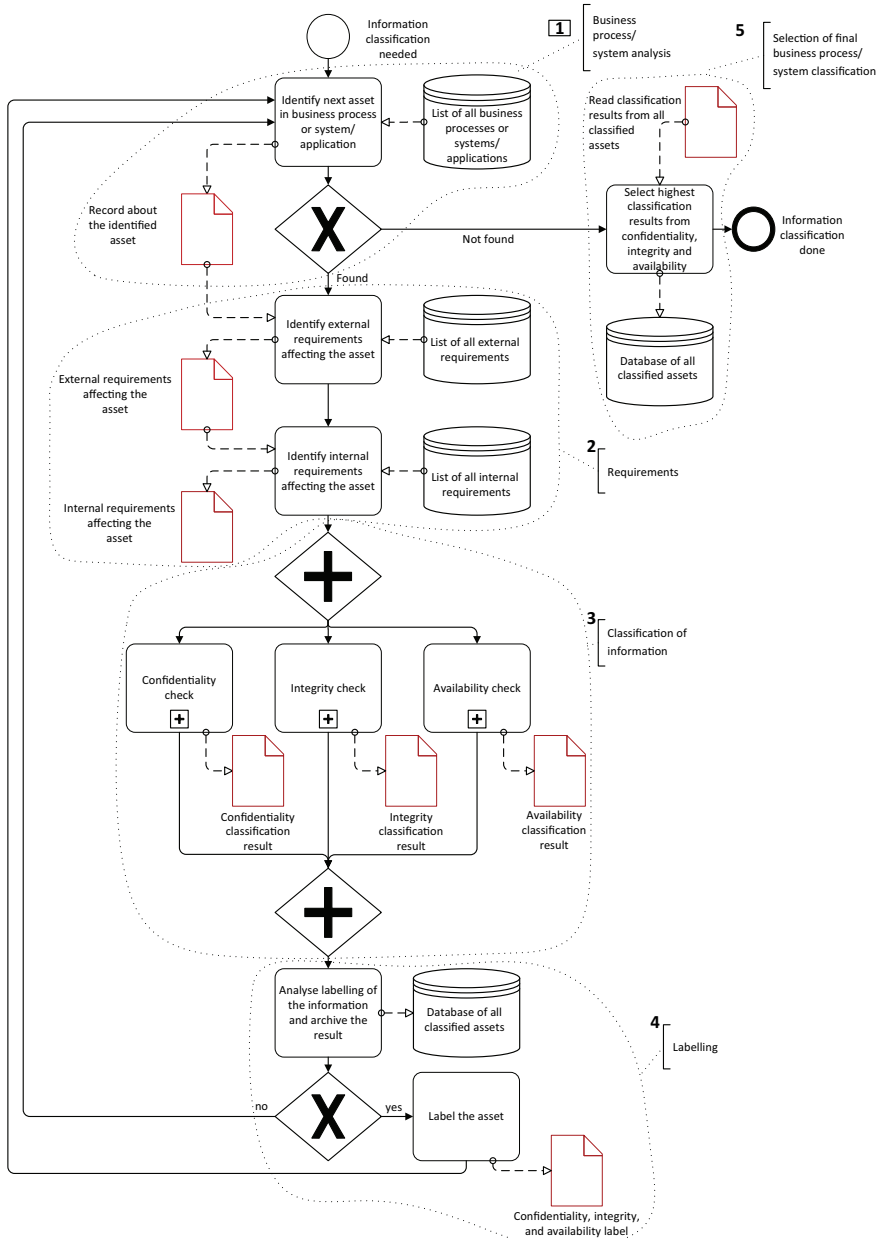 Information
classification
needed
1
Business
process/
system analysis
5
Selection of final
business process/
system classification
Identify next asset
in business process
or system/
application
List of all business
processes or
systems/
applications
Read classification
results from all
classified
assets
Record about
the identified
asset
X
Not found
Select highest
classification
results from
confidentiality,
integrity and
availability
Information
classification
done
Found
Identify external
requirements
affecting the asset
List of all external
requirements
Database of all
classified assets
External requirements
affecting the
asset
Identify internal
requirements
affecting the asset
List of all internal
requirements
2
Requirements
Internal requirements
affecting the
asset
3
Classification of
information
Confidentiality
check
Integrity check
Availability check
Confidentiality
classification
result
Integrity
classification
result
Availability
classification
result
Analyse labelling of
the information
and archive the
result
Database of all
classified assets
4
Labelling
no
X
yes
Label the asset
Confidentiality, integrity,
and availability label